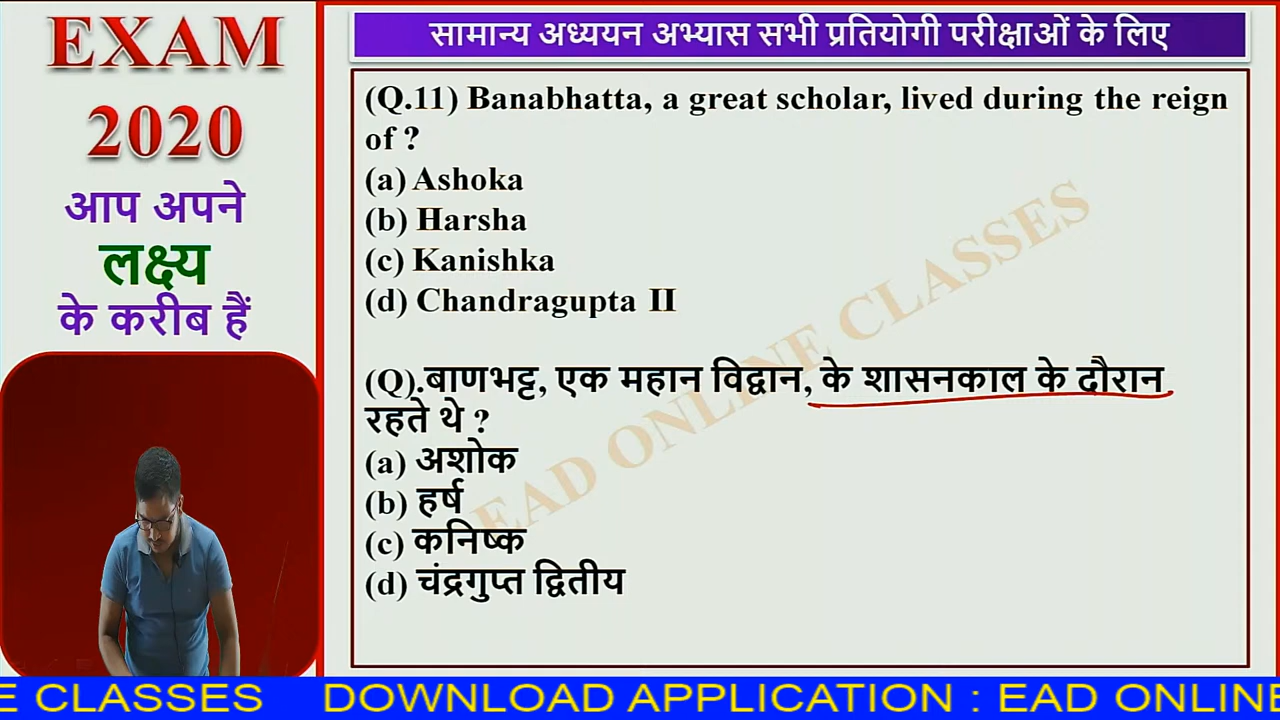 EXAM
2020
आप अपने
लक्ष्य
के करीब हैं
सामान्य अध्ययन अभ्यास सभी प्रतियोगी परीक्षाओं के लिए
(Q.11) Banabhatta, a great scholar, lived during the reign
of ?
(a) Ashoka
(b) Harsha
(c) Kanishka
(d) Chandragupta II
(Q).बाणभट्ट, एक महान विद्वान, के शासनकाल के दौरान
रहते थे ?
(a) अशोक
(b) हर्ष
(c) कनिष्क
(d) चंद्रगुप्त द्वितीय
EAD ONLINE CLASSES
E CLASSES DOWNLOAD APPLICATION : EAD ONLINE